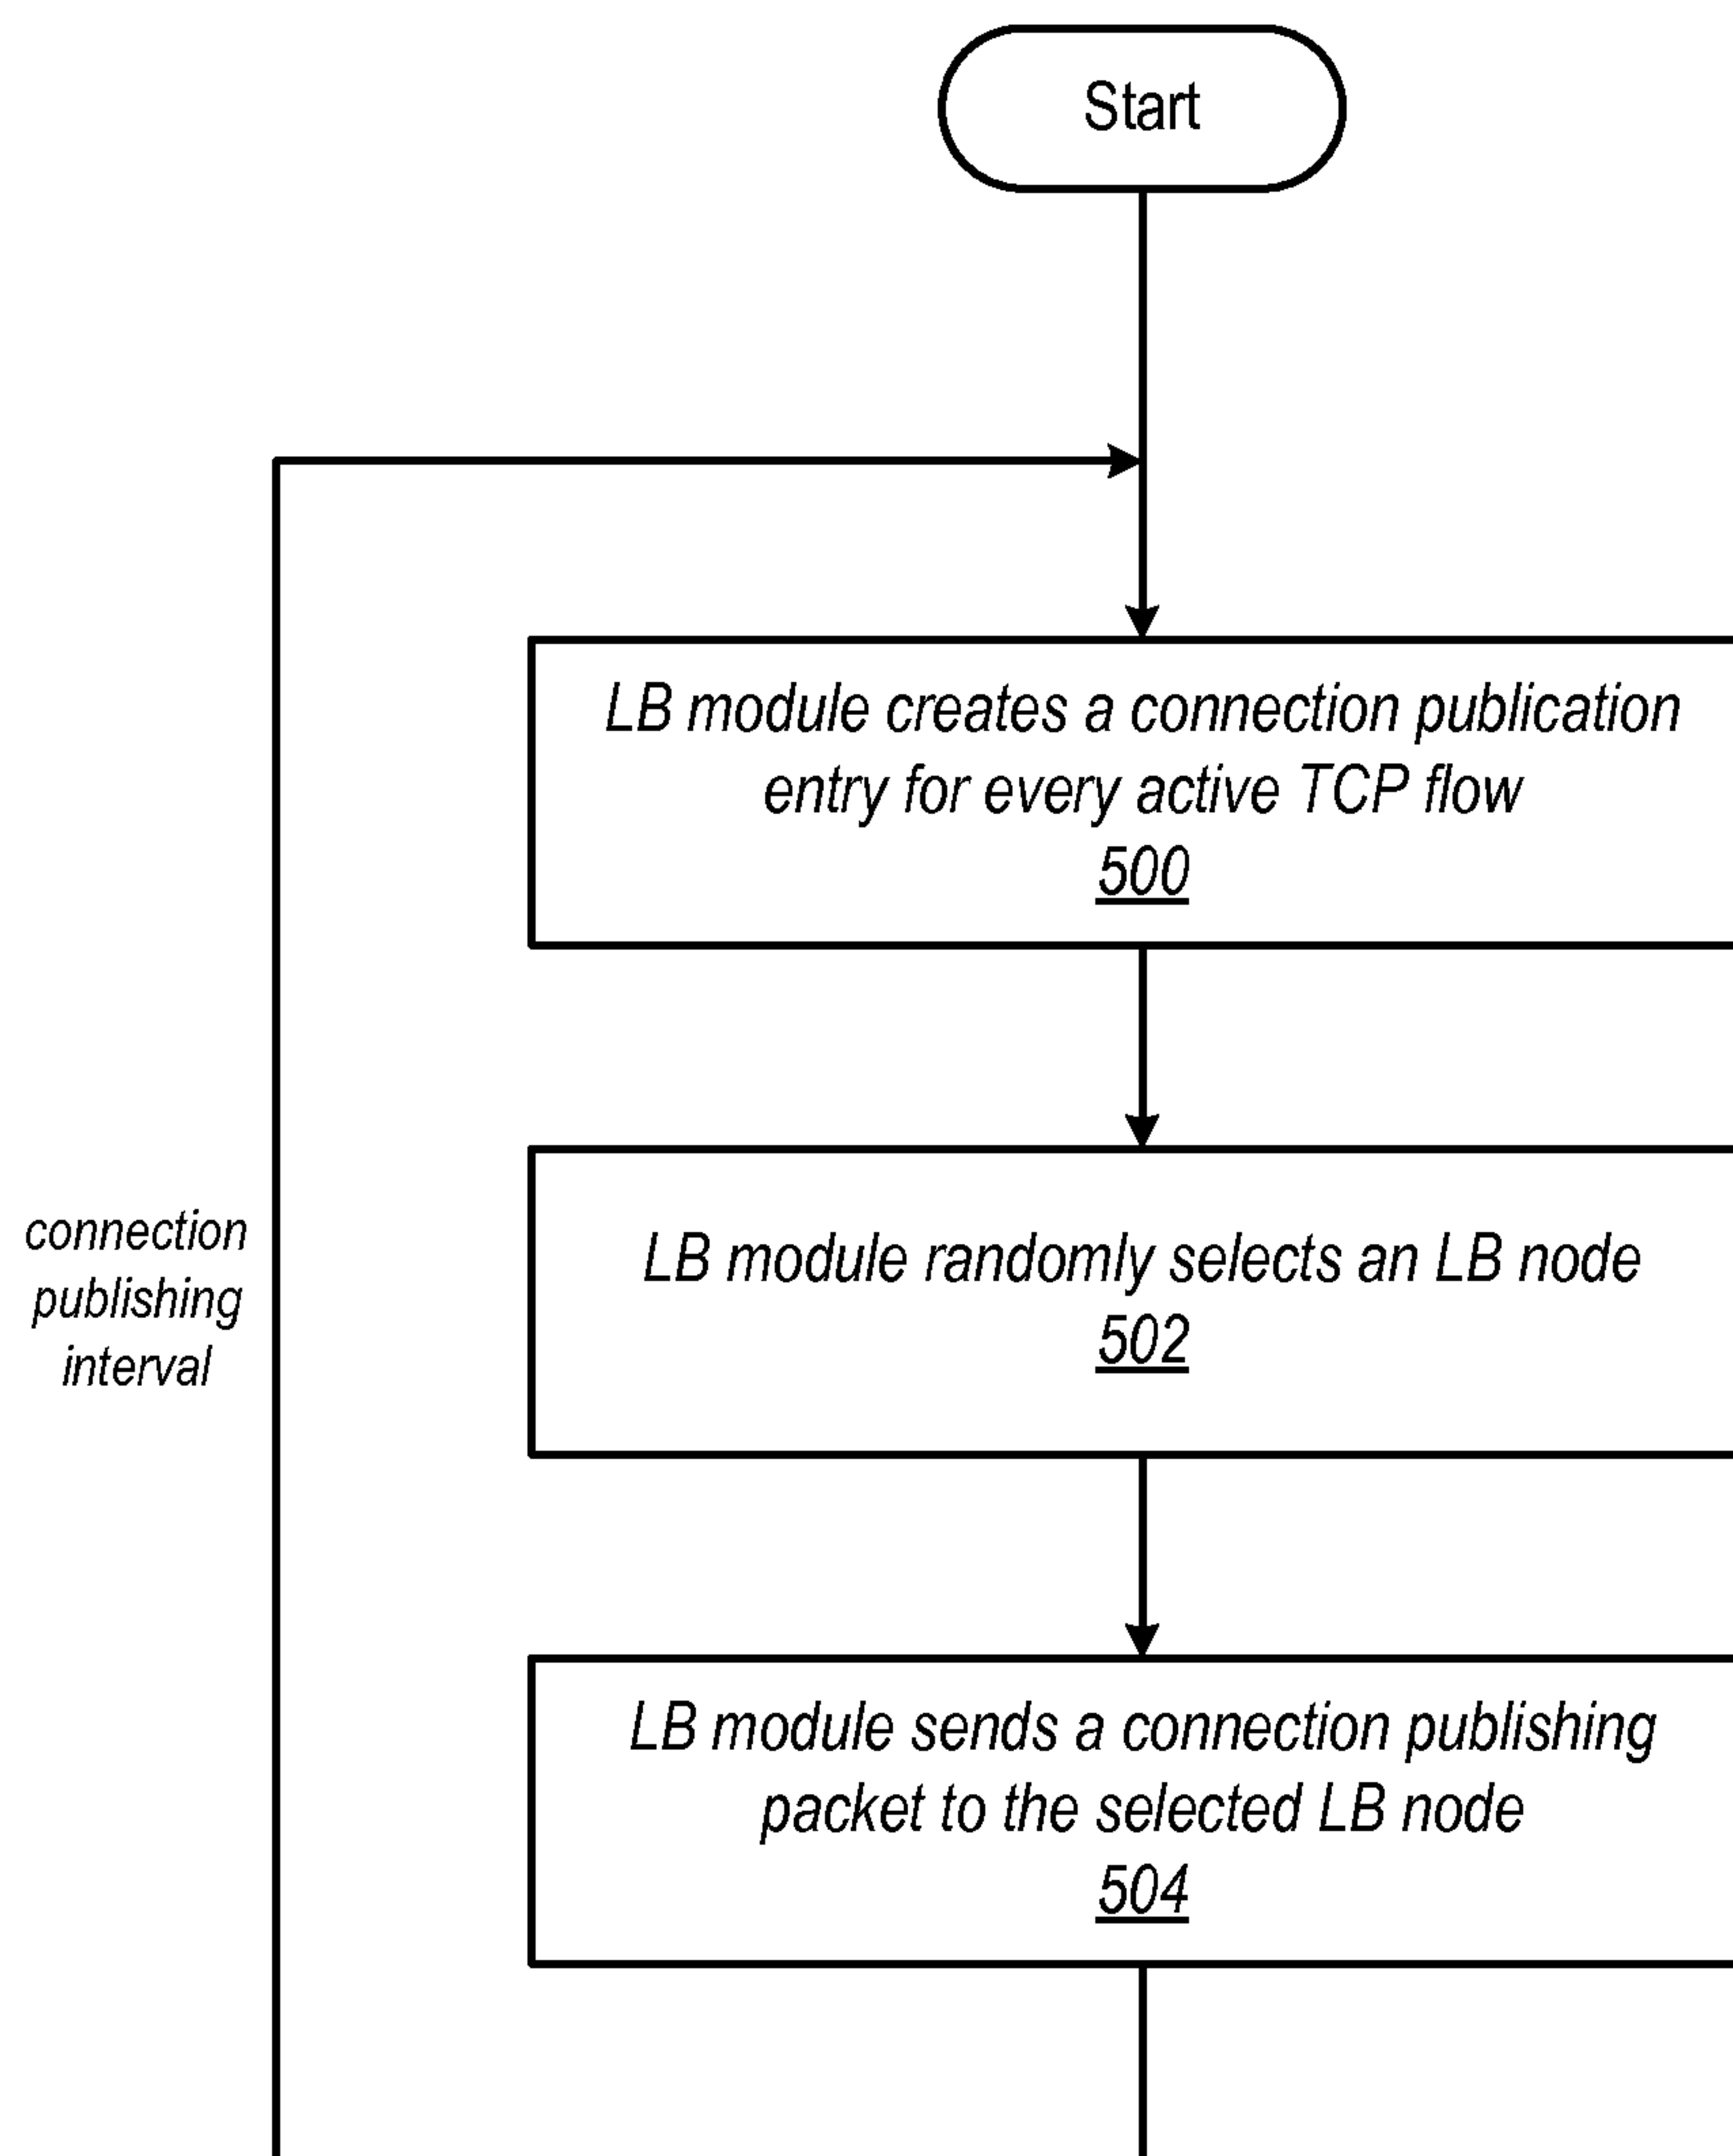 Start
LB module creates a connection publication
entry for every active TCP flow
500
connection
publishing
interval
LB module randomly selects an LB node
502
LB module sends a connection publishing
packet to the selected LB node
504